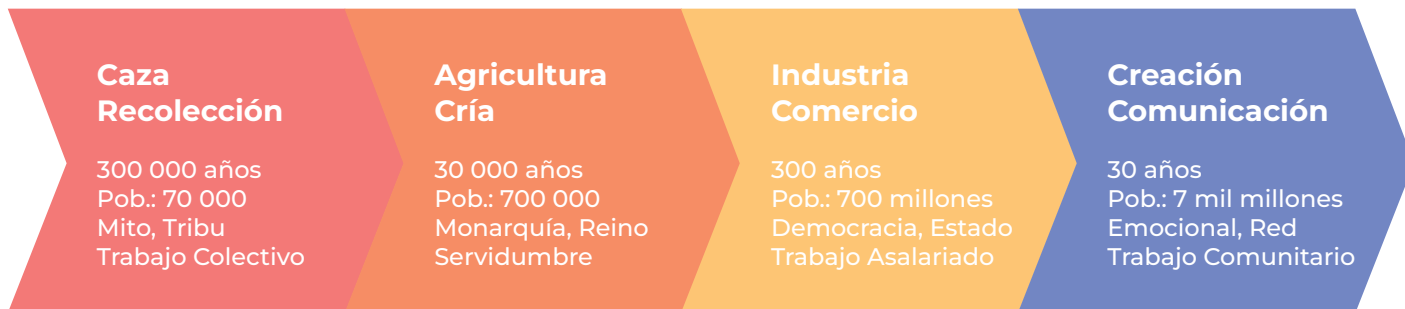 Caza
Recolección
300 000 años
Pob.: 70 000
Mito, Tribu
Trabajo Colectivo
Agricultura
Cría
30 000 años
Pob.: 700 000
Monarquía, Reino
Servidumbre
Industria
Comercio
300 años
Pob.: 700 millones
Democracia, Estado
Trabajo Asalariado
Creación
Comunicación
30 años
Pob.: 7 mil millones
Emocional, Red
Trabajo Comunitario